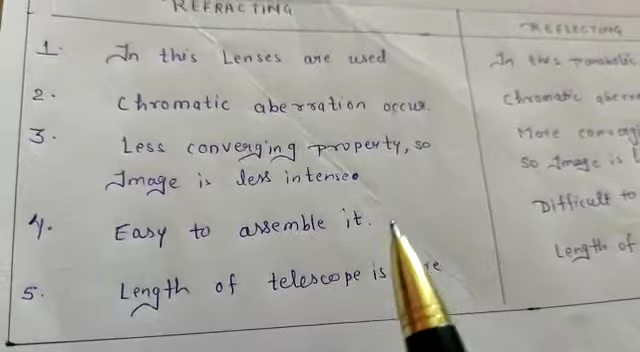 REFRACTING
REFLECTING
1. In this Lenses are used
In this Parabolic
2. Chromatic aberration occur.
Chromatic
3. Less converging property, so
More
Image is less intense.
so Image is
4. Easy to assemble it.
Difficult to
5. Length of telescope is
Length of